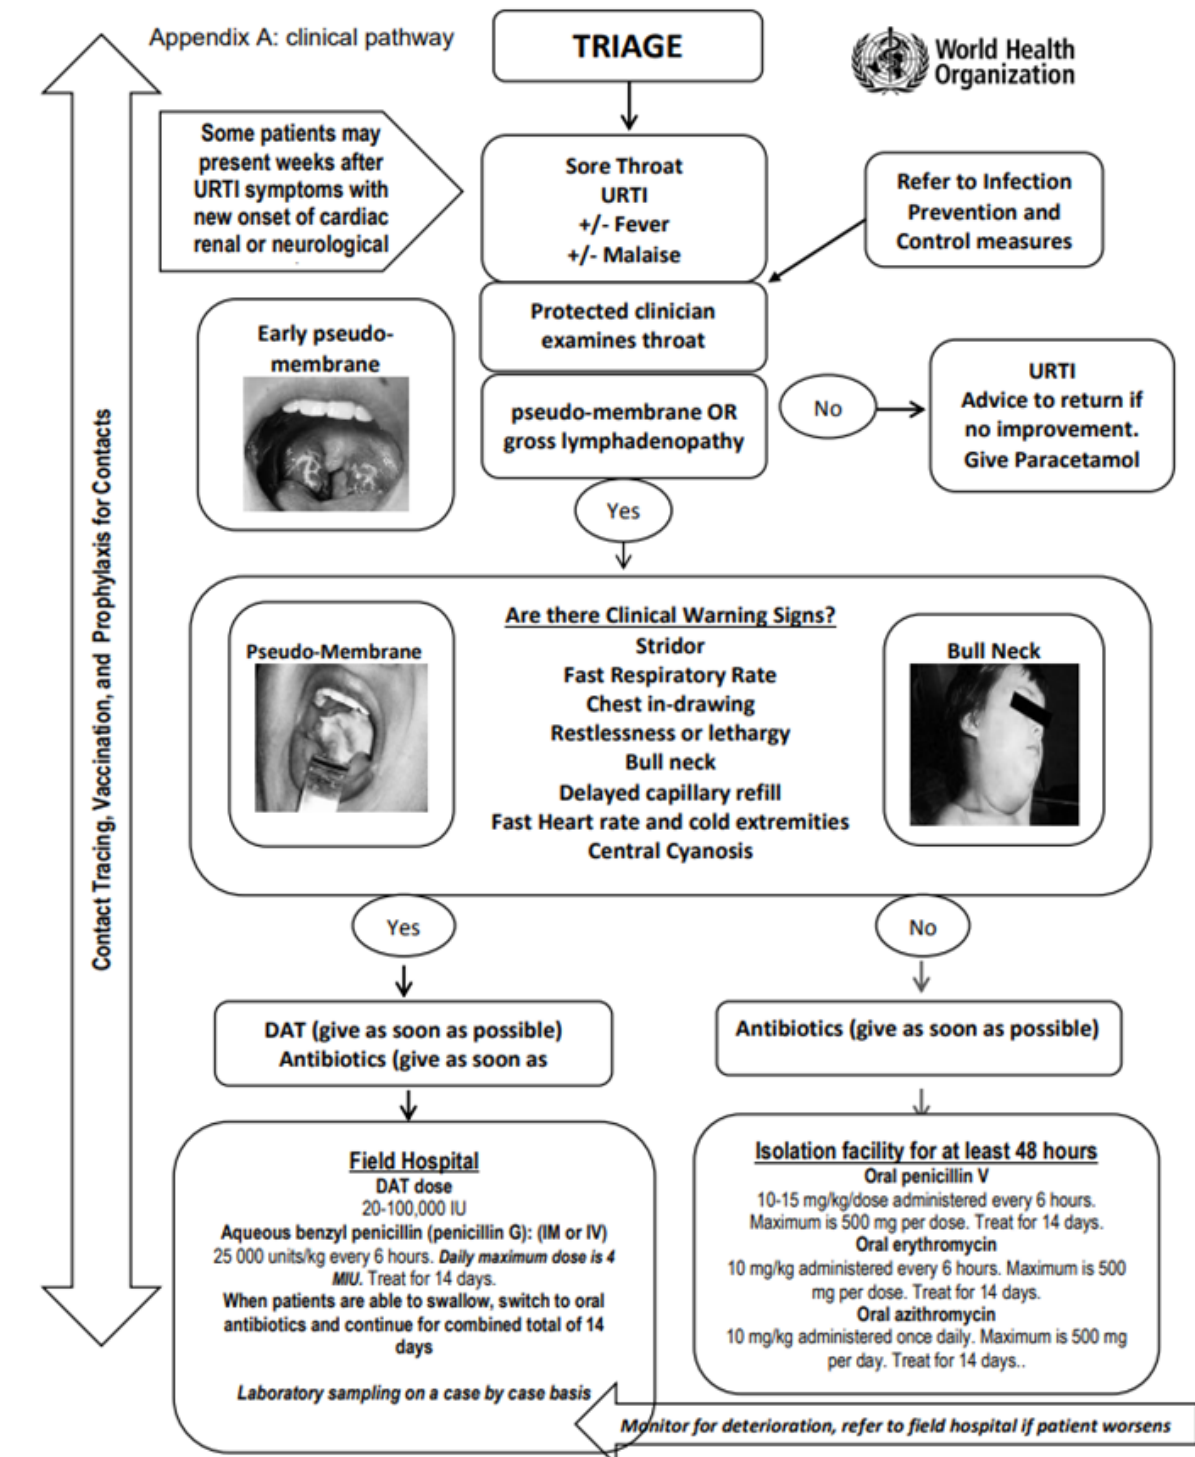 Appendix A: clinical pathway
TRIAGE
World Health
Organization
Some patients may
present weeks after
URTI symptoms with
new onset of cardiac
renal or neurological
Sore Throat
URTI
+/- Fever
+/- Malaise
Refer to Infection
Prevention and
Control measures
Protected clinician
examines throat
Early pseudo-
membrane
pseudo-membrane OR
gross lymphadenopathy
No
URTI
Advice to return if
no improvement.
Give Paracetamol
Yes
Contact Tracing, Vaccination, and Prophylaxis for Contacts
Are there Clinical Warning Signs?
Stridor
Fast Respiratory Rate
Chest in-drawing
Restlessness or lethargy
Bull neck
Delayed capillary refill
Fast Heart rate and cold extremities
Central Cyanosis
Pseudo-Membrane
Bull Neck
Yes
No
DAT (give as soon as possible)
Antibiotics (give as soon as
Antibiotics (give as soon as possible)
Field Hospital
DAT dose
20-100,000 IU
Aqueous benzyl penicillin (penicillin G): (IM or IV)
25 000 units/kg every 6 hours. Daily maximum dose is 4
MIU. Treat for 14 days.
When patients are able to swallow, switch to oral
antibiotics and continue for combined total of 14
days
Laboratory sampling on a case by case basis
Isolation facility for at least 48 hours
Oral penicillin V
10-15 mg/kg/dose administered every 6 hours.
Maximum is 500 mg per dose. Treat for 14 days.
Oral erythromycin
10 mg/kg administered every 6 hours. Maximum is 500
mg per dose. Treat for 14 days.
Oral azithromycin
10 mg/kg administered once daily. Maximum is 500 mg
per day. Treat for 14 days..
Monitor for deterioration, refer to field hospital if patient worsens